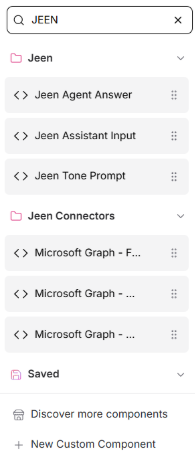 JEEN
Jeen
Jeen Agent Answer
Jeen Assistant Input
Jeen Tone Prompt
Jeen Connectors
Microsoft Graph - F...
Microsoft Graph - ...
Microsoft Graph - ...
Saved
Discover more components
New Custom Component